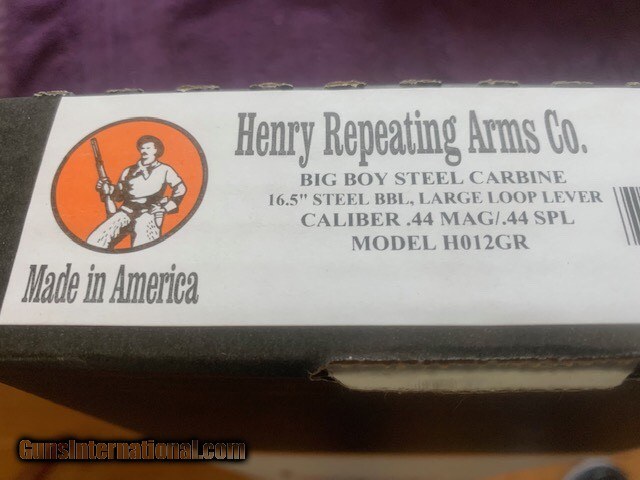 Henry Repeating Arms Co.
BIG BOY STEEL CARBINE
16.5" STEEL BBL, LARGE LOOP LEVER
CALIBER .44 MAG/.44 SPL
MODEL H012GR
Made in America
GunsInternational.com